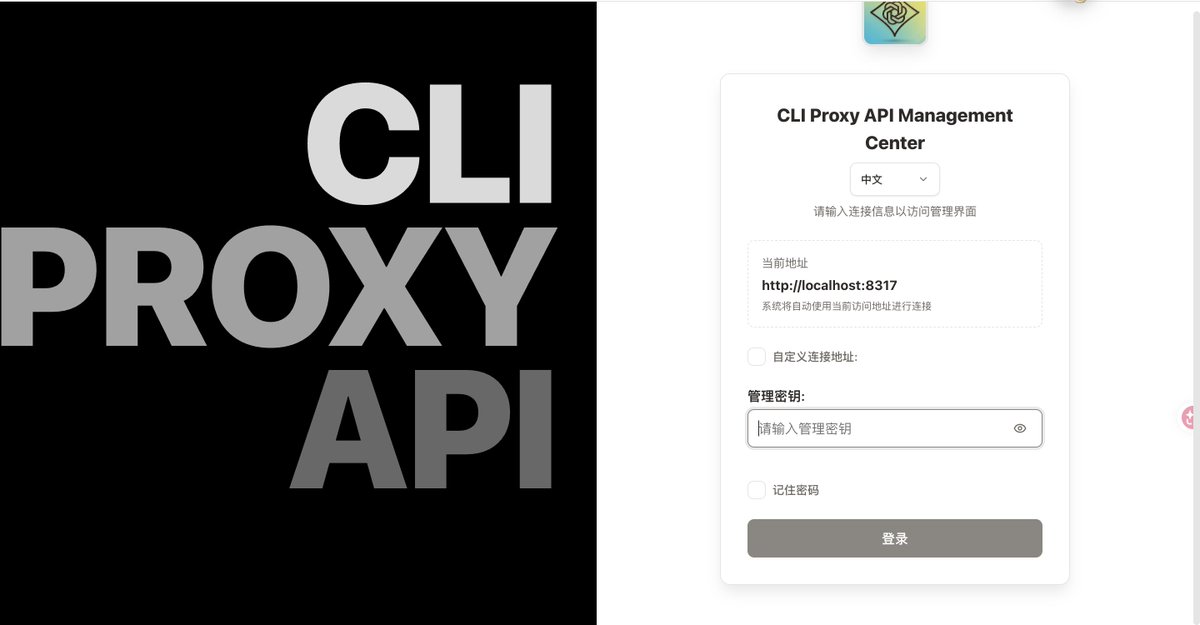 CLI
PROXY
API
CLI Proxy API Management
Center
中文
请输入连接信息以访问管理界面
当前地址
http://localhost:8317
系统将自动使用当前访问地址进行连接
自定义连接地址:
管理密钥:
请输入管理密钥
记住密码
登录